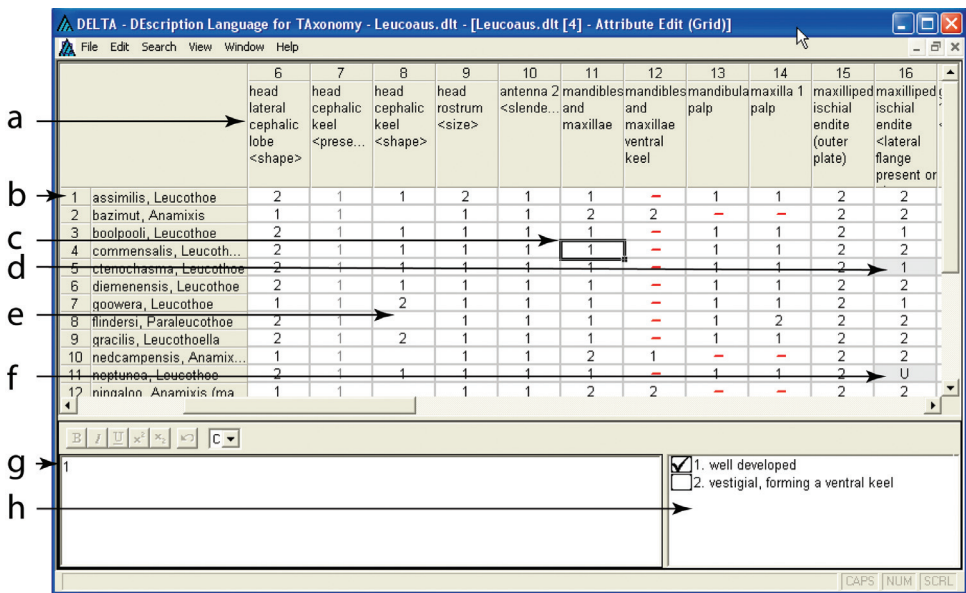 DELTA - DEscription Language for TAxonomy - Leucoaus.dlt - [Leucoaus.dlt [4] - Attribute Edit (Grid)]
File Edit Search View Window Help
6 7 8 9 10 11 12 13 14 15 16
head lateral cephalic lobe <shape>
head cephalic keel <prese...
head cephalic keel <shape>
head rostrum <size>
antenna 2 <slende...
mandibles and maxillae
mandibles and maxillae ventral keel
mandibula palp
maxilla 1 palp
maxilliped ischial endite (outer plate)
maxilliped ischial endite <lateral flange present or
a
b
c
d
e
f
g
h
1 assimilis, Leucothoe 2 1 1 2 1 1 – 1 1 2 2
2 bazimut, Anamixis 1 1 1 1 2 2 – – 2 2
3 boolpooli, Leucothoe 2 1 1 1 1 1 – 1 1 2 1
4 commensalis, Leucoth... 2 1 1 1 1 1 – 1 1 2 2
5 ctenochasma, Leucothoe 2 1 1 1 1 1 – 1 1 2 1
6 diemenensis, Leucothoe 2 1 1 1 1 1 – 1 1 2 2
7 goowera, Leucothoe 1 1 2 1 1 1 – 1 1 2 1
8 flindersi, Paraleucothoe 2 1 1 1 1 – 1 2 2 2
9 gracilis, Leucothoella 2 1 2 1 1 1 – 1 1 2 2
10 nedcampensis, Anamix... 1 1 1 1 2 1 – – 2 2
11 neptunea, Leucothoe 2 1 1 1 1 1 – 1 1 2 U
12 ningaloo, Anamixis (ma 1 1 1 1 2 2 – – 2 2
B I U x² x₂ C
1
1. well developed
2. vestigial, forming a ventral keel
CAPS NUM SCRL